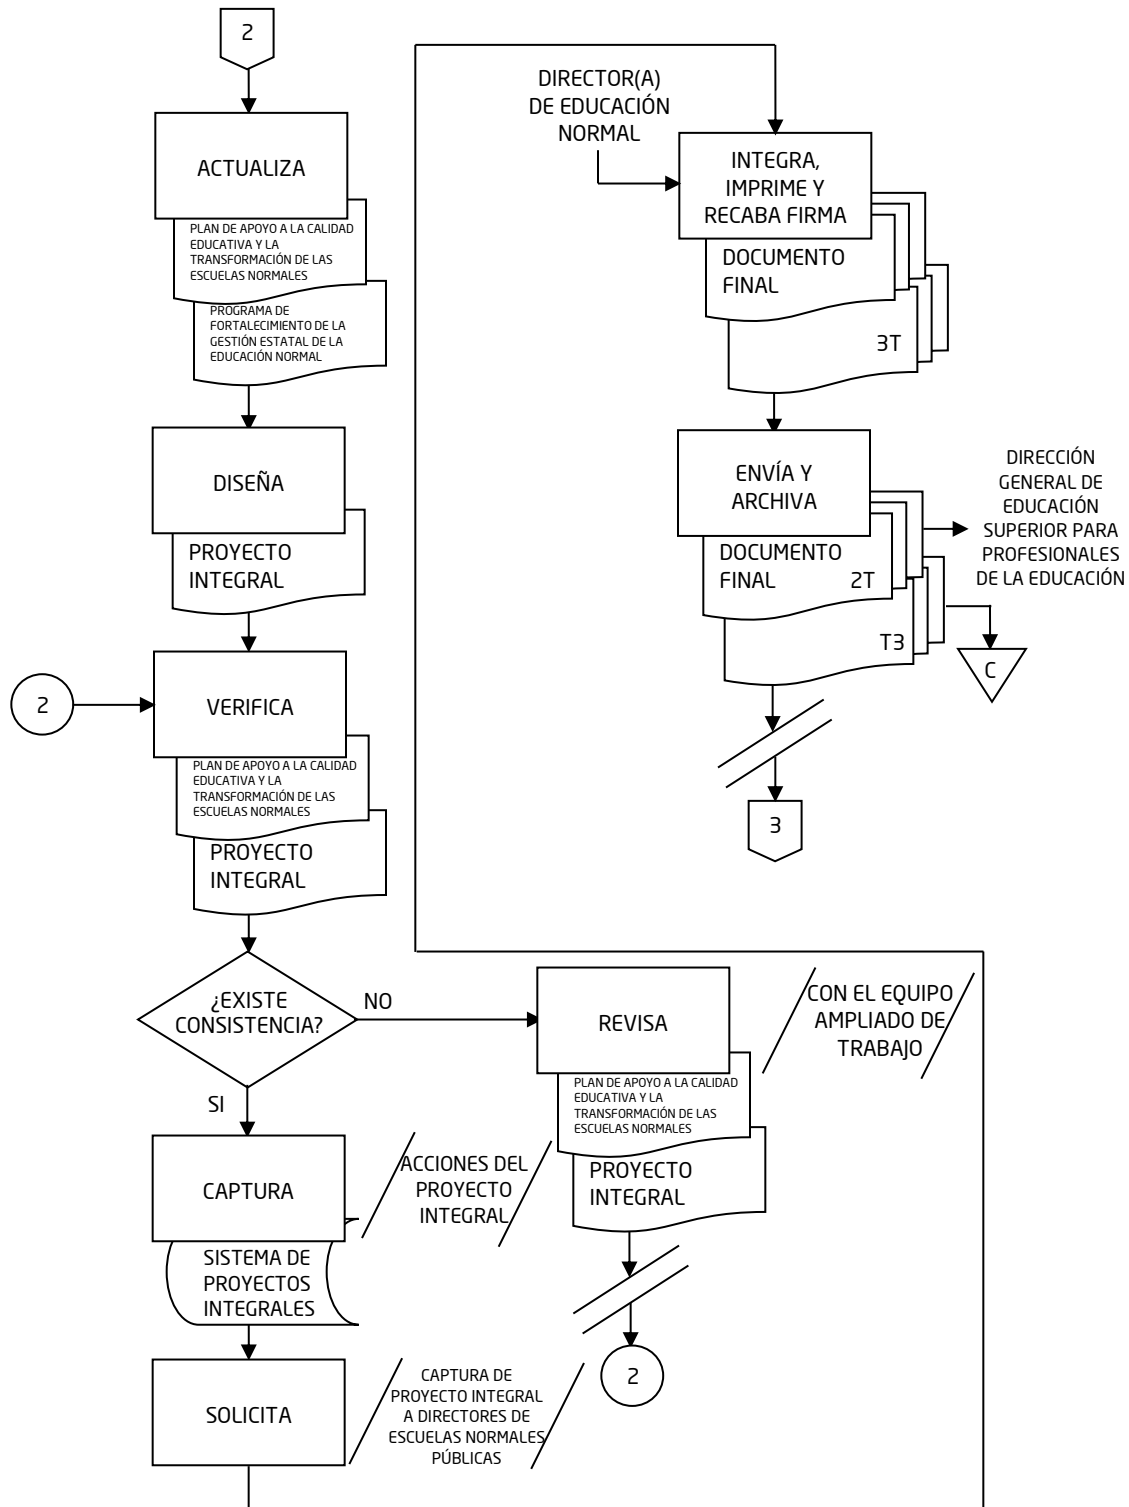 2
ACTUALIZA
PLAN DE APOYO A LA CALIDAD
EDUCATIVA Y LA
TRANSFORMACIÓN DE LAS
ESCUELAS NORMALES
PROGRAMA DE
FORTALECIMIENTO DE LA
GESTIÓN ESTATAL DE LA
EDUCACIÓN NORMAL
DISEÑA
PROYECTO
INTEGRAL
2
VERIFICA
PLAN DE APOYO A LA CALIDAD
EDUCATIVA Y LA
TRANSFORMACIÓN DE LAS
ESCUELAS NORMALES
PROYECTO
INTEGRAL
¿EXISTE
CONSISTENCIA?
NO
SI
REVISA
CON EL EQUIPO
AMPLIADO DE
TRABAJO
PLAN DE APOYO A LA CALIDAD
EDUCATIVA Y LA
TRANSFORMACIÓN DE LAS
ESCUELAS NORMALES
PROYECTO
INTEGRAL
2
CAPTURA
ACCIONES DEL
PROYECTO
INTEGRAL
SISTEMA DE
PROYECTOS
INTEGRALES
SOLICITA
CAPTURA DE
PROYECTO INTEGRAL
A DIRECTORES DE
ESCUELAS NORMALES
PÚBLICAS
DIRECTOR(A)
DE EDUCACIÓN
NORMAL
INTEGRA,
IMPRIME Y
RECABA FIRMA
DOCUMENTO
FINAL
3T
ENVÍA Y
ARCHIVA
DOCUMENTO
FINAL 2T
T3
DIRECCIÓN
GENERAL DE
EDUCACIÓN
SUPERIOR PARA
PROFESIONALES
DE LA EDUCACIÓN
C
3